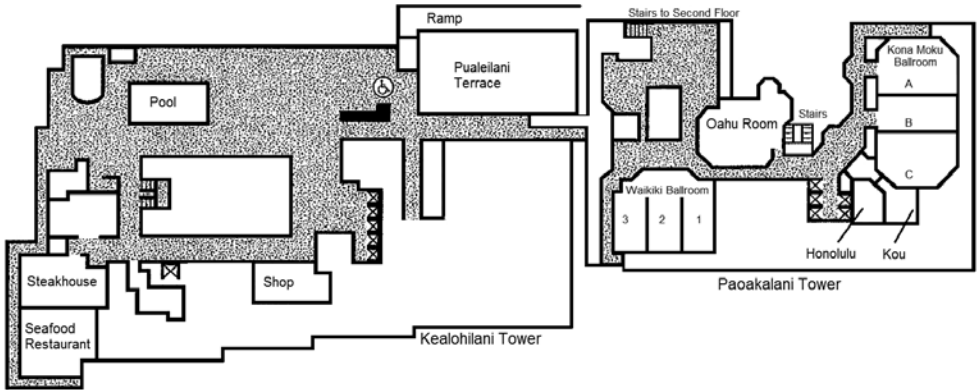 Ramp
Pualeilani
Terrace
Pool
Steakhouse
Seafood
Restaurant
Shop
Kealohilani Tower
Stairs to Second Floor
Kona Moku
Ballroom
A
B
C
Oahu Room
Stairs
Waikiki Ballroom
3 2 1
Honolulu
Kou
Paoakalani Tower